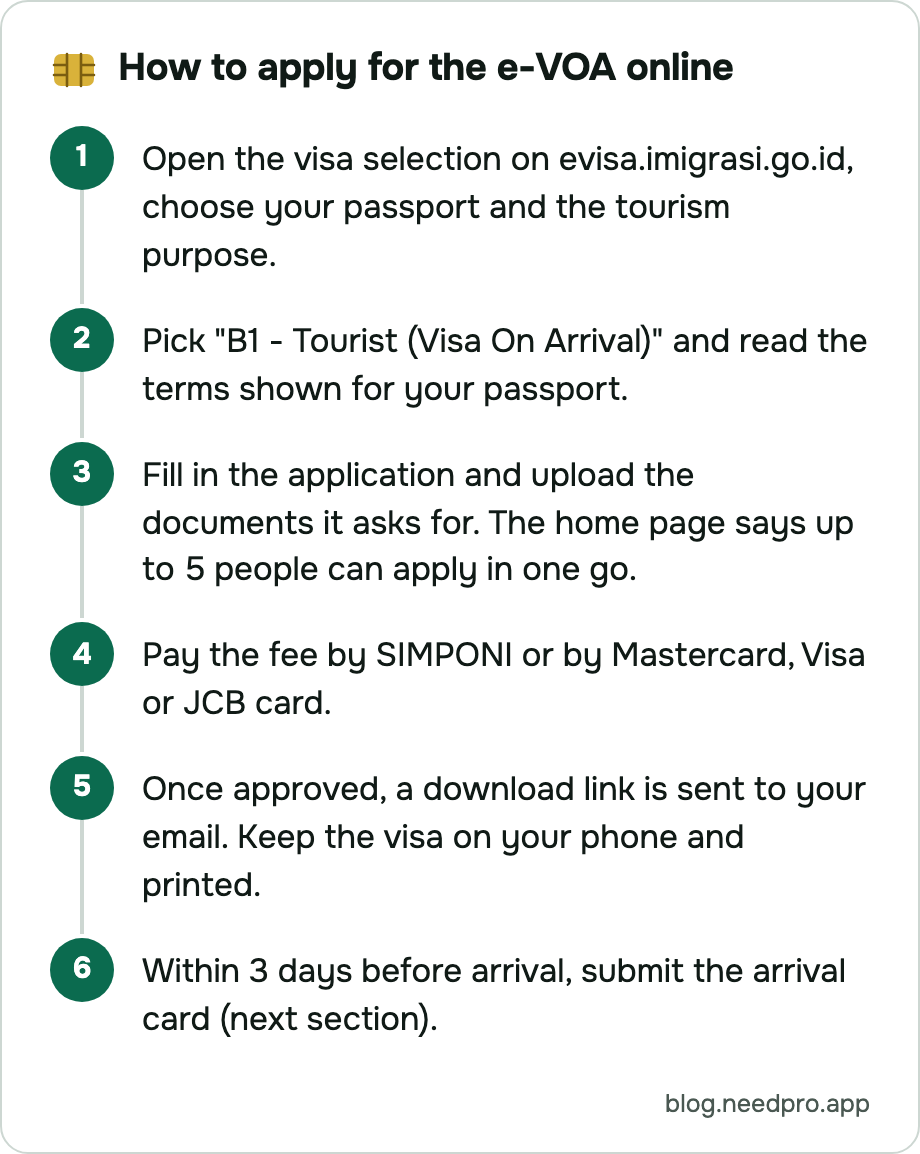 How to apply for the e-VOA online
1
Open the visa selection on evisa.imigrasi.go.id,
choose your passport and the tourism
purpose.
2
Pick "B1 - Tourist (Visa On Arrival)" and read the
terms shown for your passport.
3
Fill in the application and upload the
documents it asks for. The home page says up
to 5 people can apply in one go.
4
Pay the fee by SIMPONI or by Mastercard, Visa
or JCB card.
5
Once approved, a download link is sent to your
email. Keep the visa on your phone and
printed.
6
Within 3 days before arrival, submit the arrival
card (next section).
blog.needpro.app